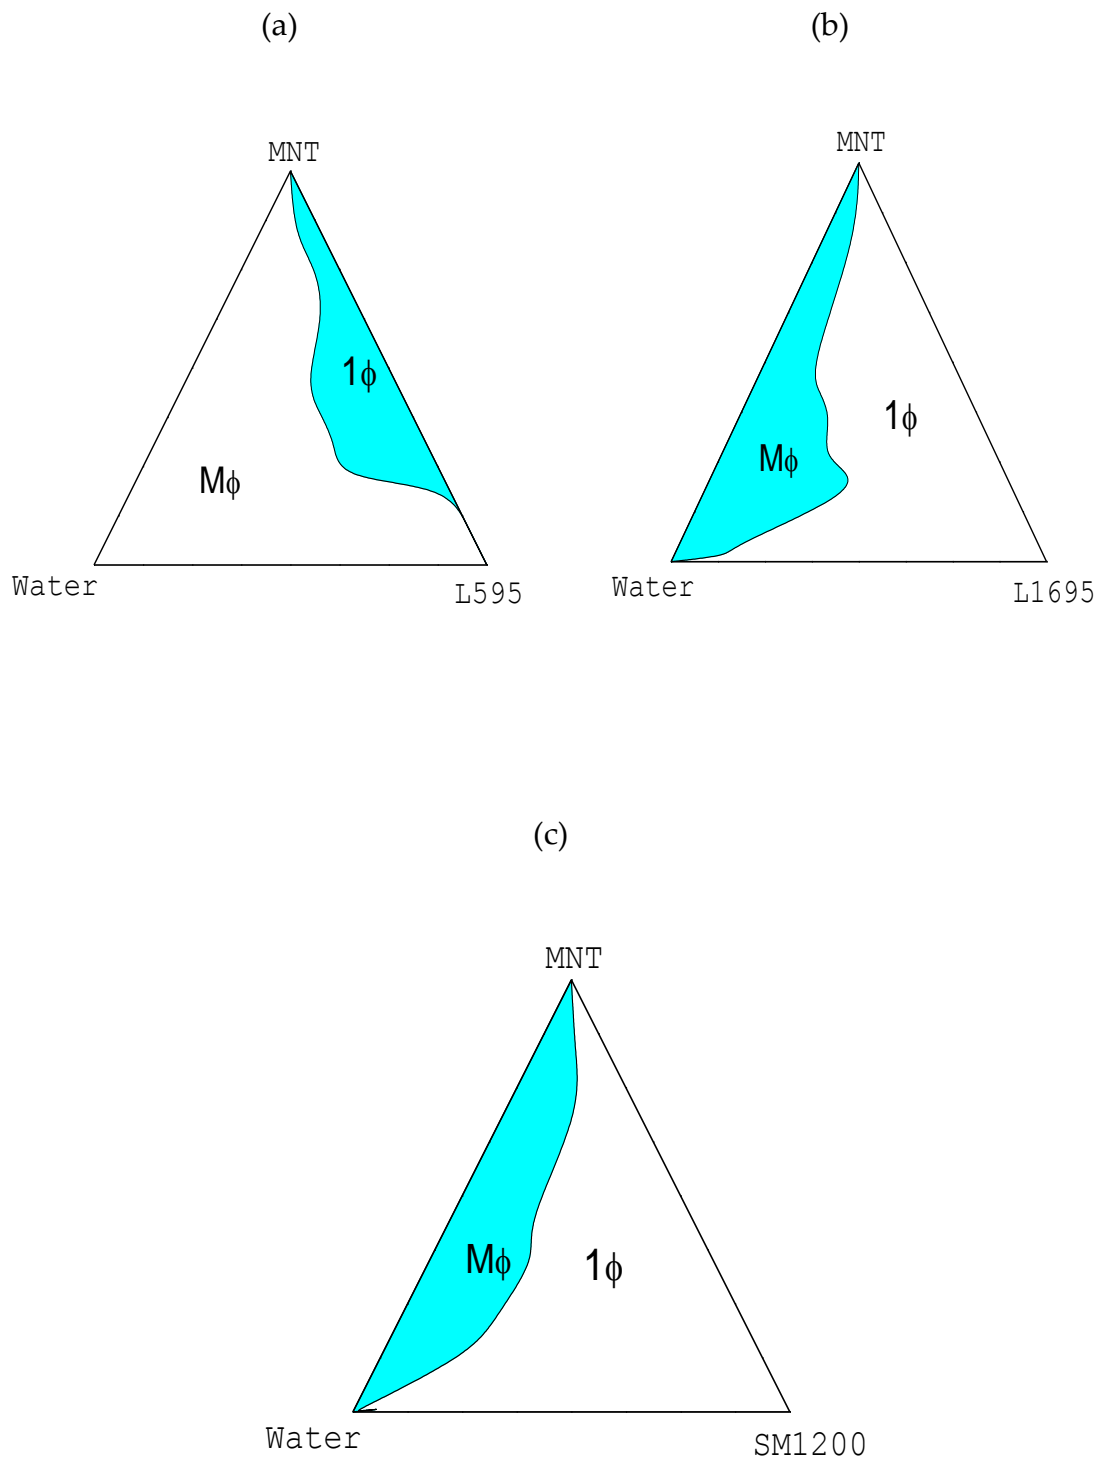 (a) (b)
MNT MNT
1ϕ
1ϕ
Mϕ
Mϕ
Water L595 Water L1695
(c)
MNT
Mϕ 1ϕ
Water SM1200